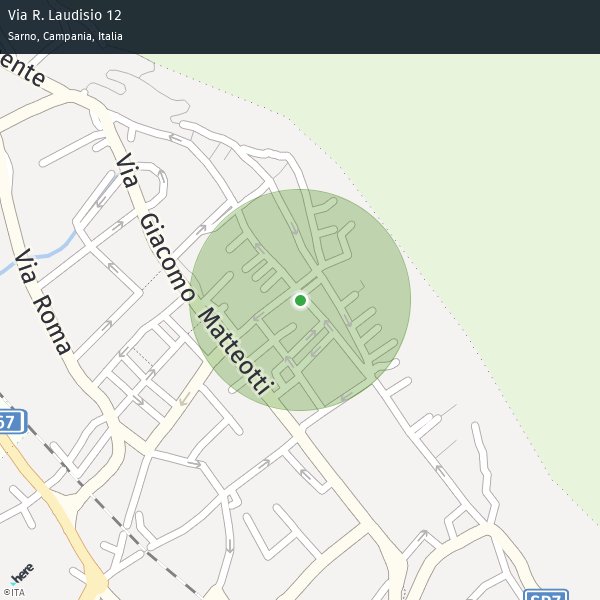 Via R. Laudisio 12
Sarno, Campania, Italia
ente
Via Giacomo Matteotti
Via Roma
67
here
©ITA
SP7